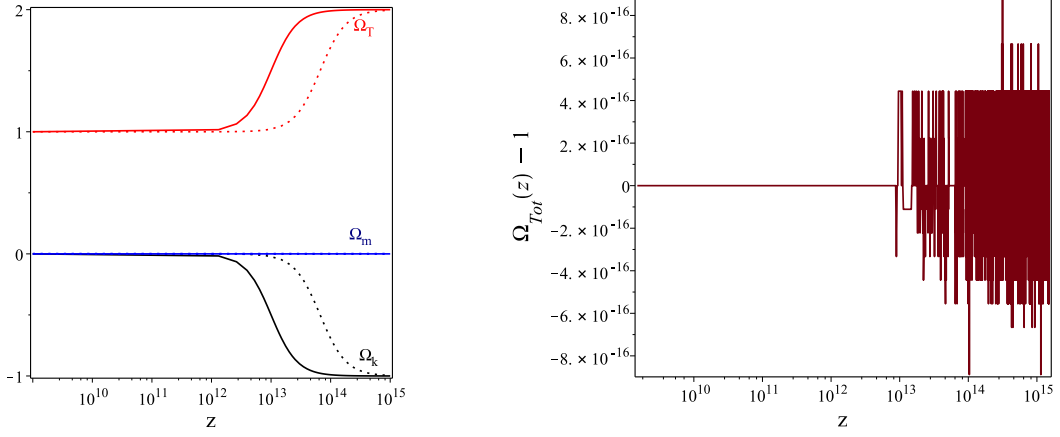 2
Ω_T
1
0
Ω_m
Ω_k
−1
10^10 10^11 10^12 10^13 10^14 10^15
z
8. × 10^−16
6. × 10^−16
4. × 10^−16
2. × 10^−16
0
−2. × 10^−16
−4. × 10^−16
−6. × 10^−16
−8. × 10^−16
Ω_Tot(z) − 1
10^10 10^11 10^12 10^13 10^14 10^15
z